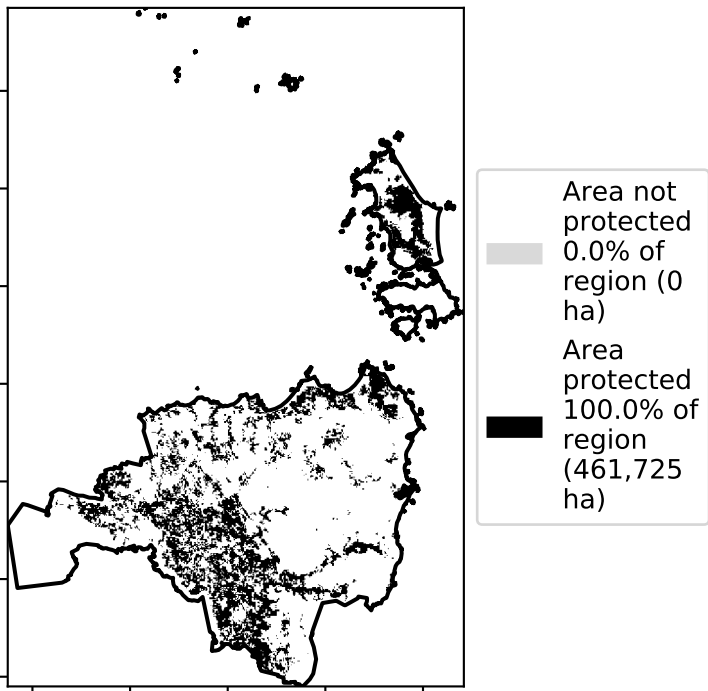 Area not
protected
0.0% of
region (0
ha)
Area
protected
100.0% of
region
(461,725
ha)